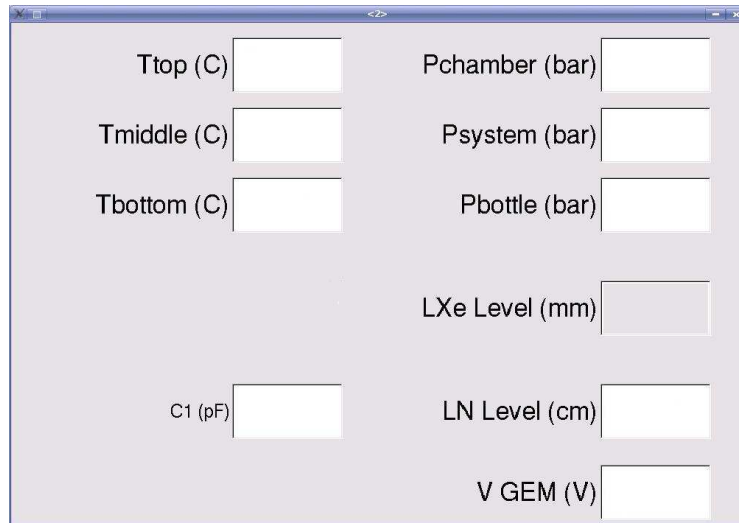 <2>
Ttop (C)
Pchamber (bar)
Tmiddle (C)
Psystem (bar)
Tbottom (C)
Pbottle (bar)
LXe Level (mm)
C1 (pF)
LN Level (cm)
V GEM (V)